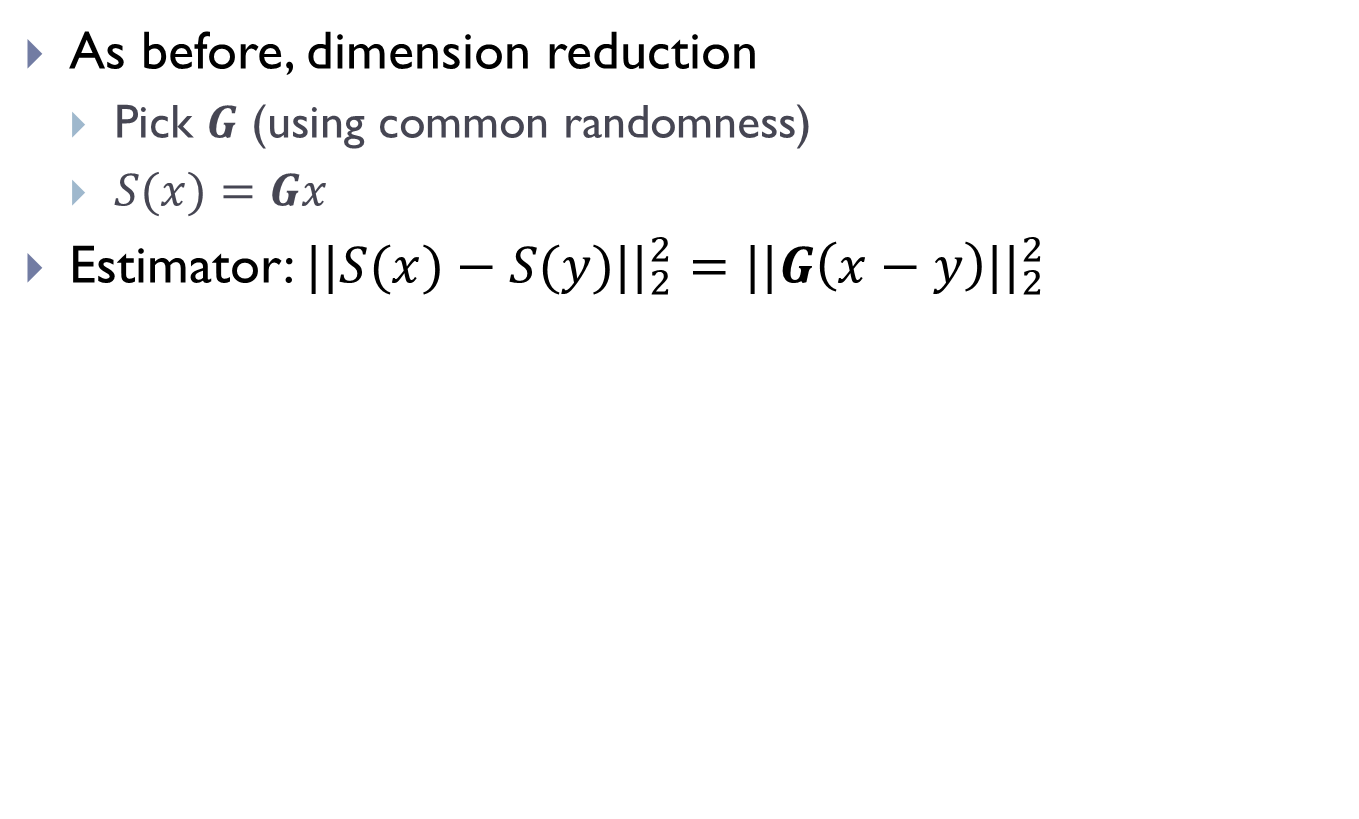 As before, dimension reduction
Pick G (using common randomness)
S(x) = Gx
Estimator: ||S(x) − S(y)||₂² = ||G(x − y)||₂²